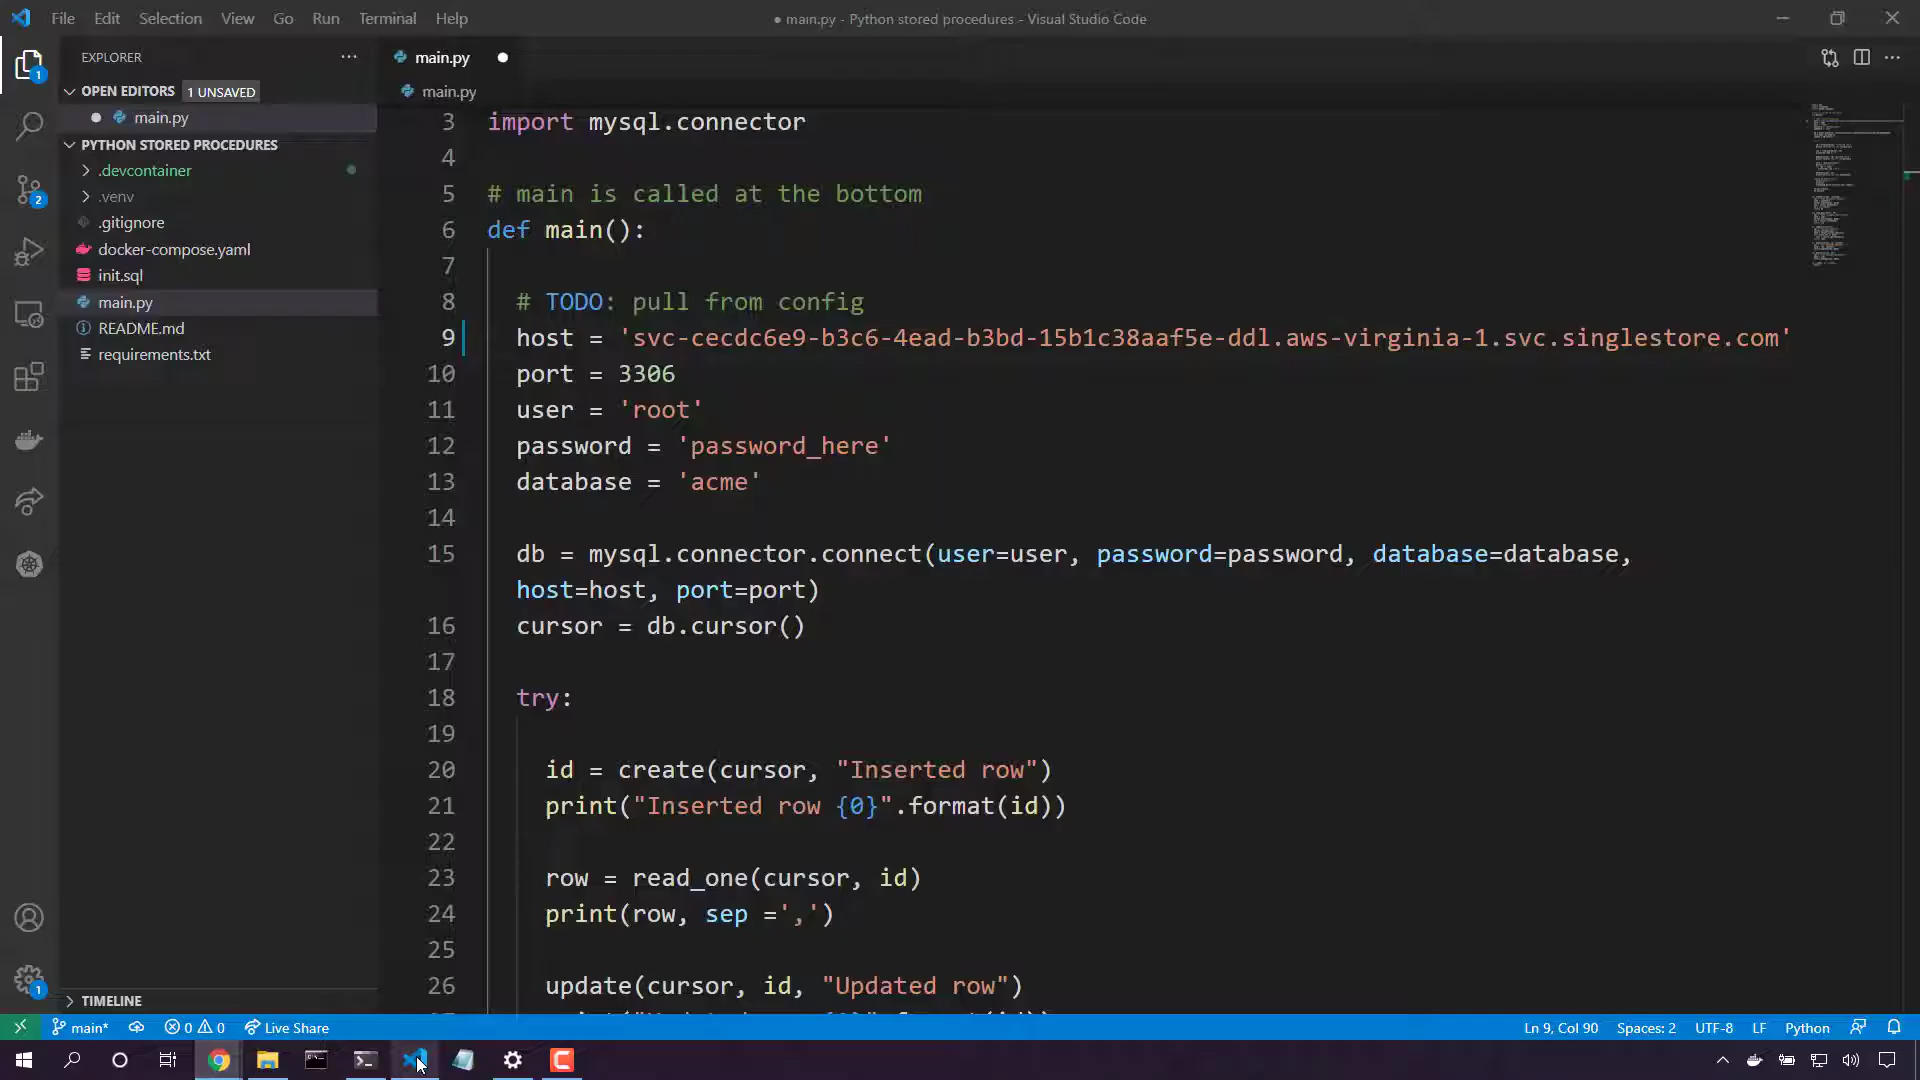 File Edit Selection View Go Run Terminal Help
● main.py - Python stored procedures - Visual Studio Code
EXPLORER
OPEN EDITORS 1 UNSAVED
main.py
PYTHON STORED PROCEDURES
.devcontainer
.venv
.gitignore
docker-compose.yaml
init.sql
main.py
README.md
requirements.txt
TIMELINE
1
2
1
main.py
main.py
3 import mysql.connector
4
5 # main is called at the bottom
6 def main():
7
8 # TODO: pull from config
9 host = 'svc-cecdc6e9-b3c6-4ead-b3bd-15b1c38aaf5e-ddl.aws-virginia-1.svc.singlestore.com'
10 port = 3306
11 user = 'root'
12 password = 'password_here'
13 database = 'acme'
14
15 db = mysql.connector.connect(user=user, password=password, database=database,
host=host, port=port)
16 cursor = db.cursor()
17
18 try:
19
20 id = create(cursor, "Inserted row")
21 print("Inserted row {0}".format(id))
22
23 row = read_one(cursor, id)
24 print(row, sep =',')
25
26 update(cursor, id, "Updated row")
main* 0 0 Live Share
Ln 9, Col 90 Spaces: 2 UTF-8 LF Python